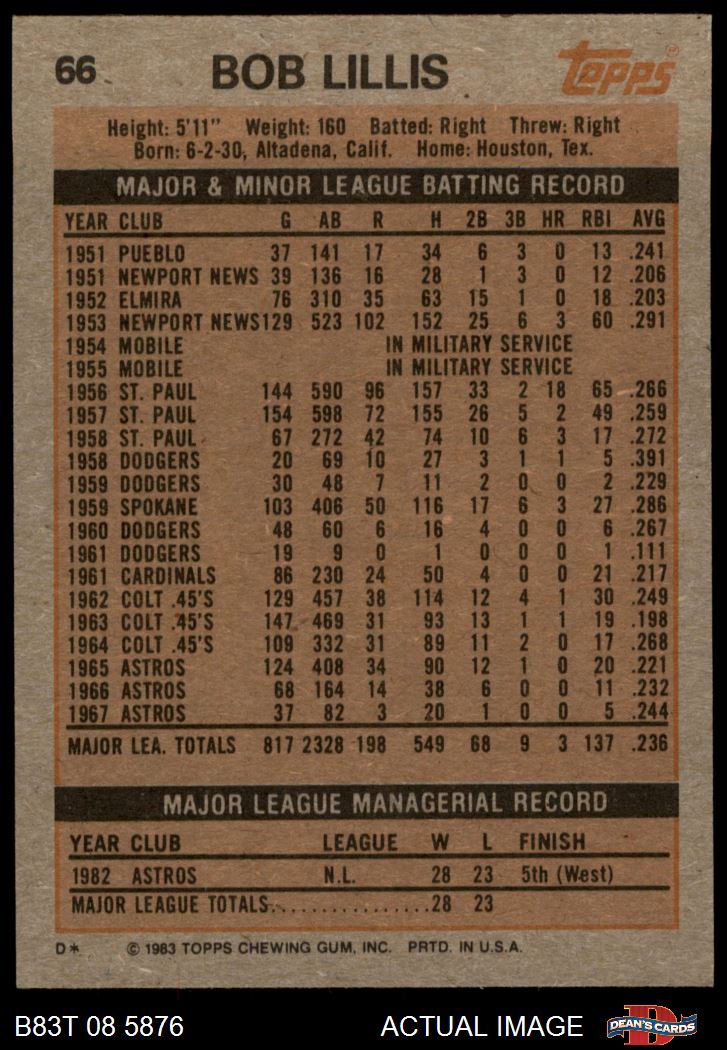 66 BOB LILLIS Topps
Height: 5'11" Weight: 160 Batted: Right Threw: Right
Born: 6-2-30, Altadena, Calif. Home: Houston, Tex.
MAJOR & MINOR LEAGUE BATTING RECORD
YEAR CLUB G AB R H 2B 3B HR RBI AVG
1951 PUEBLO 37 141 17 34 6 3 0 13 .241
1951 NEWPORT NEWS 39 136 16 28 1 3 0 12 .206
1952 ELMIRA 76 310 35 63 15 1 0 18 .203
1953 NEWPORT NEWS 129 523 102 152 25 6 3 60 .291
1954 MOBILE IN MILITARY SERVICE
1955 MOBILE IN MILITARY SERVICE
1956 ST. PAUL 144 590 96 157 33 2 18 65 .266
1957 ST. PAUL 154 598 72 155 26 5 2 49 .259
1958 ST. PAUL 67 272 42 74 10 6 3 17 .272
1958 DODGERS 20 69 10 27 3 1 1 5 .391
1959 DODGERS 30 48 7 11 2 0 0 2 .229
1959 SPOKANE 103 406 50 116 17 6 3 27 .286
1960 DODGERS 48 60 6 16 4 0 0 6 .267
1961 DODGERS 19 9 0 1 0 0 0 1 .111
1961 CARDINALS 86 230 24 50 4 0 0 21 .217
1962 COLT .45'S 129 457 38 114 12 4 1 30 .249
1963 COLT .45'S 147 469 31 93 13 1 1 19 .198
1964 COLT .45'S 109 332 31 89 11 2 0 17 .268
1965 ASTROS 124 408 34 90 12 1 0 20 .221
1966 ASTROS 68 164 14 38 6 0 0 11 .232
1967 ASTROS 37 82 3 20 1 0 0 5 .244
MAJOR LEA. TOTALS 817 2328 198 549 68 9 3 137 .236
MAJOR LEAGUE MANAGERIAL RECORD
YEAR CLUB LEAGUE W L FINISH
1982 ASTROS N.L. 28 23 5th (West)
MAJOR LEAGUE TOTALS.................28 23
D* © 1983 TOPPS CHEWING GUM, INC. PRTD. IN U.S.A.
B83T 08 5876 ACTUAL IMAGE DEAN'S CARDS